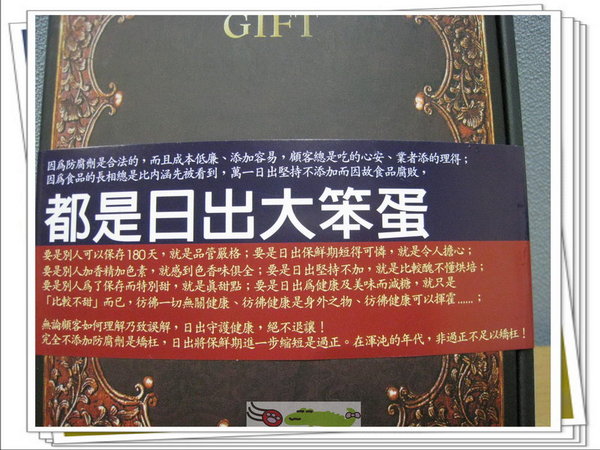 GIFT
因為防腐劑是合法的，而且成本低廉、添加容易，顧客總是吃的心安、業者添的理得；
因為食品的長相總是比內涵先被看到，萬一日出堅持不添加而因故食品腐敗，
都是日出大笨蛋
要是別人可以保存180天，就是品管嚴格；要是日出保鮮期短得可憐，就是令人擔心；
要是別人加香精加色素，就感到色香味俱全；要是日出堅持不加，就是比較醜不懂烘培；
要是別人為了保存而特別甜，就是真甜點；要是日出為健康及美味而減糖，就只是
「比較不甜」而已，彷彿一切無關健康、彷彿健康是身外之物、彷彿健康可以揮霍......；
無論顧客如何理解乃致誤解，日出守護健康，絕不退讓！
完全不添加防腐劑是矯枉，日出將保鮮期進一步縮短是過正。在渾沌的年代，非過正不足以矯枉！